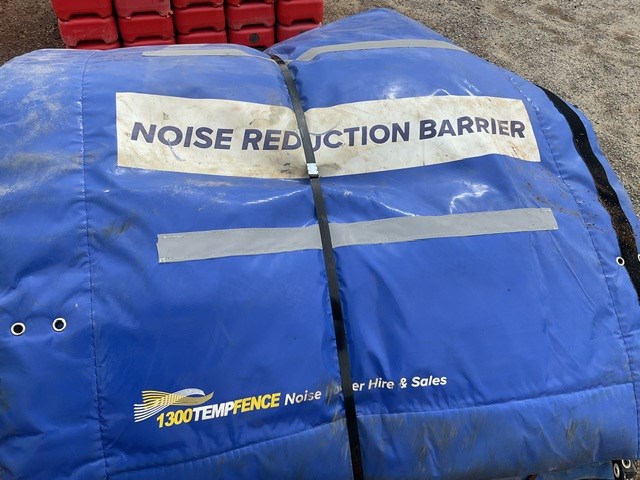 NOISE REDUCTION BARRIER
1300TEMPFENCE Noise Hire & Sales